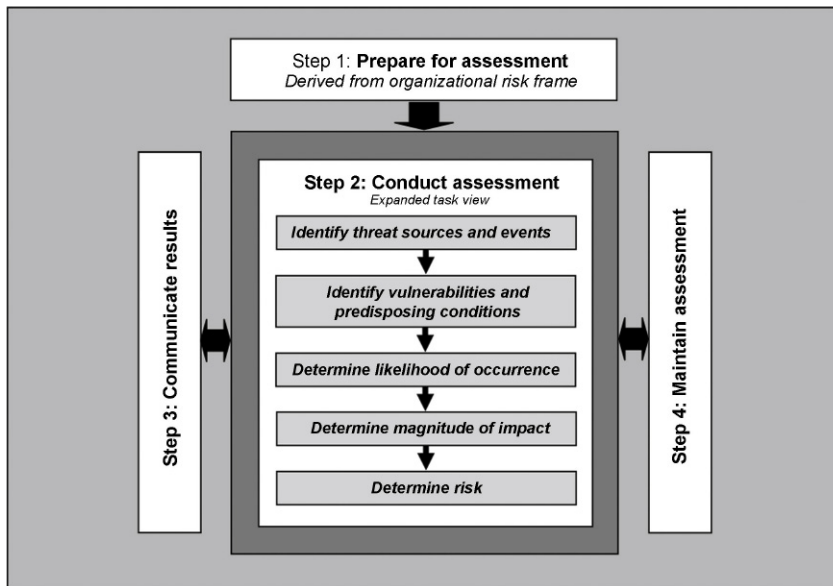 Step 1: Prepare for assessment
Derived from organizational risk frame
Step 2: Conduct assessment
Expanded task view
Identify threat sources and events
Identify vulnerabilities and
predisposing conditions
Determine likelihood of occurrence
Determine magnitude of impact
Determine risk
Step 3: Communicate results
Step 4: Maintain assessment